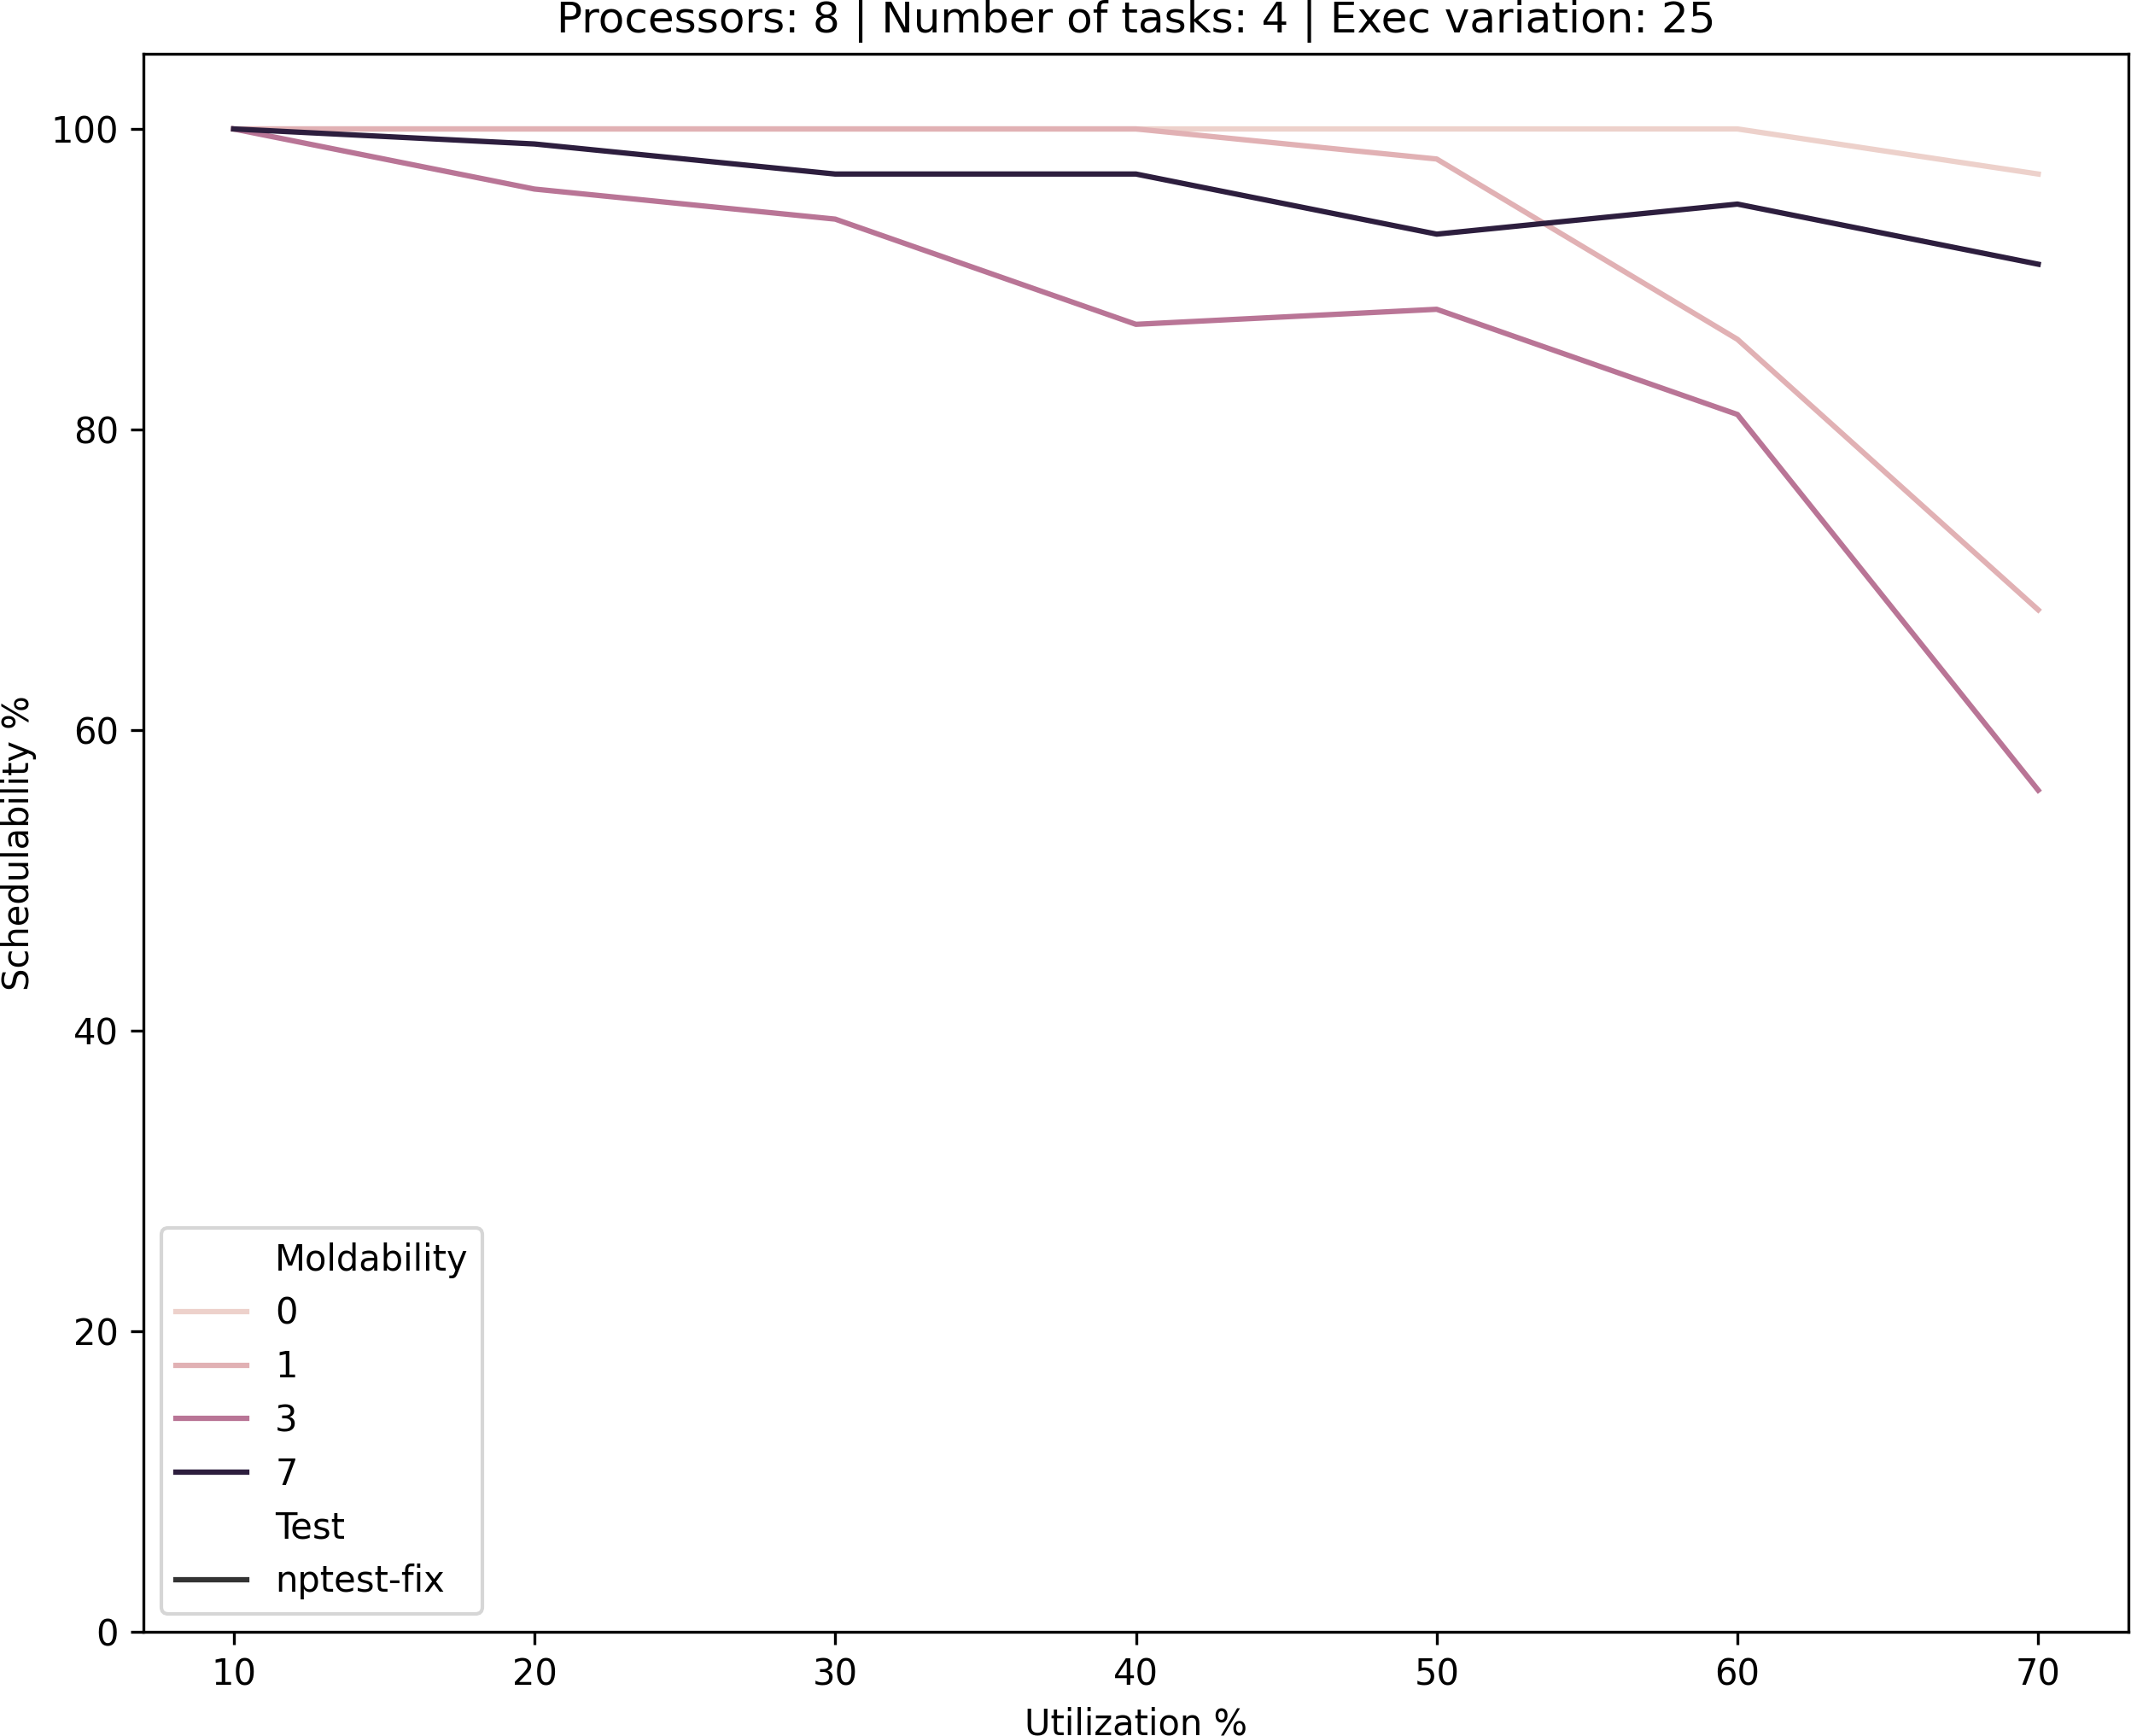 Processors: 8 | Number of tasks: 4 | Exec variation: 25
100
80
60
40
20
0
Schedulability %
Moldability
0
1
3
7
Test
nptest-fix
10 20 30 40 50 60 70
Utilization %